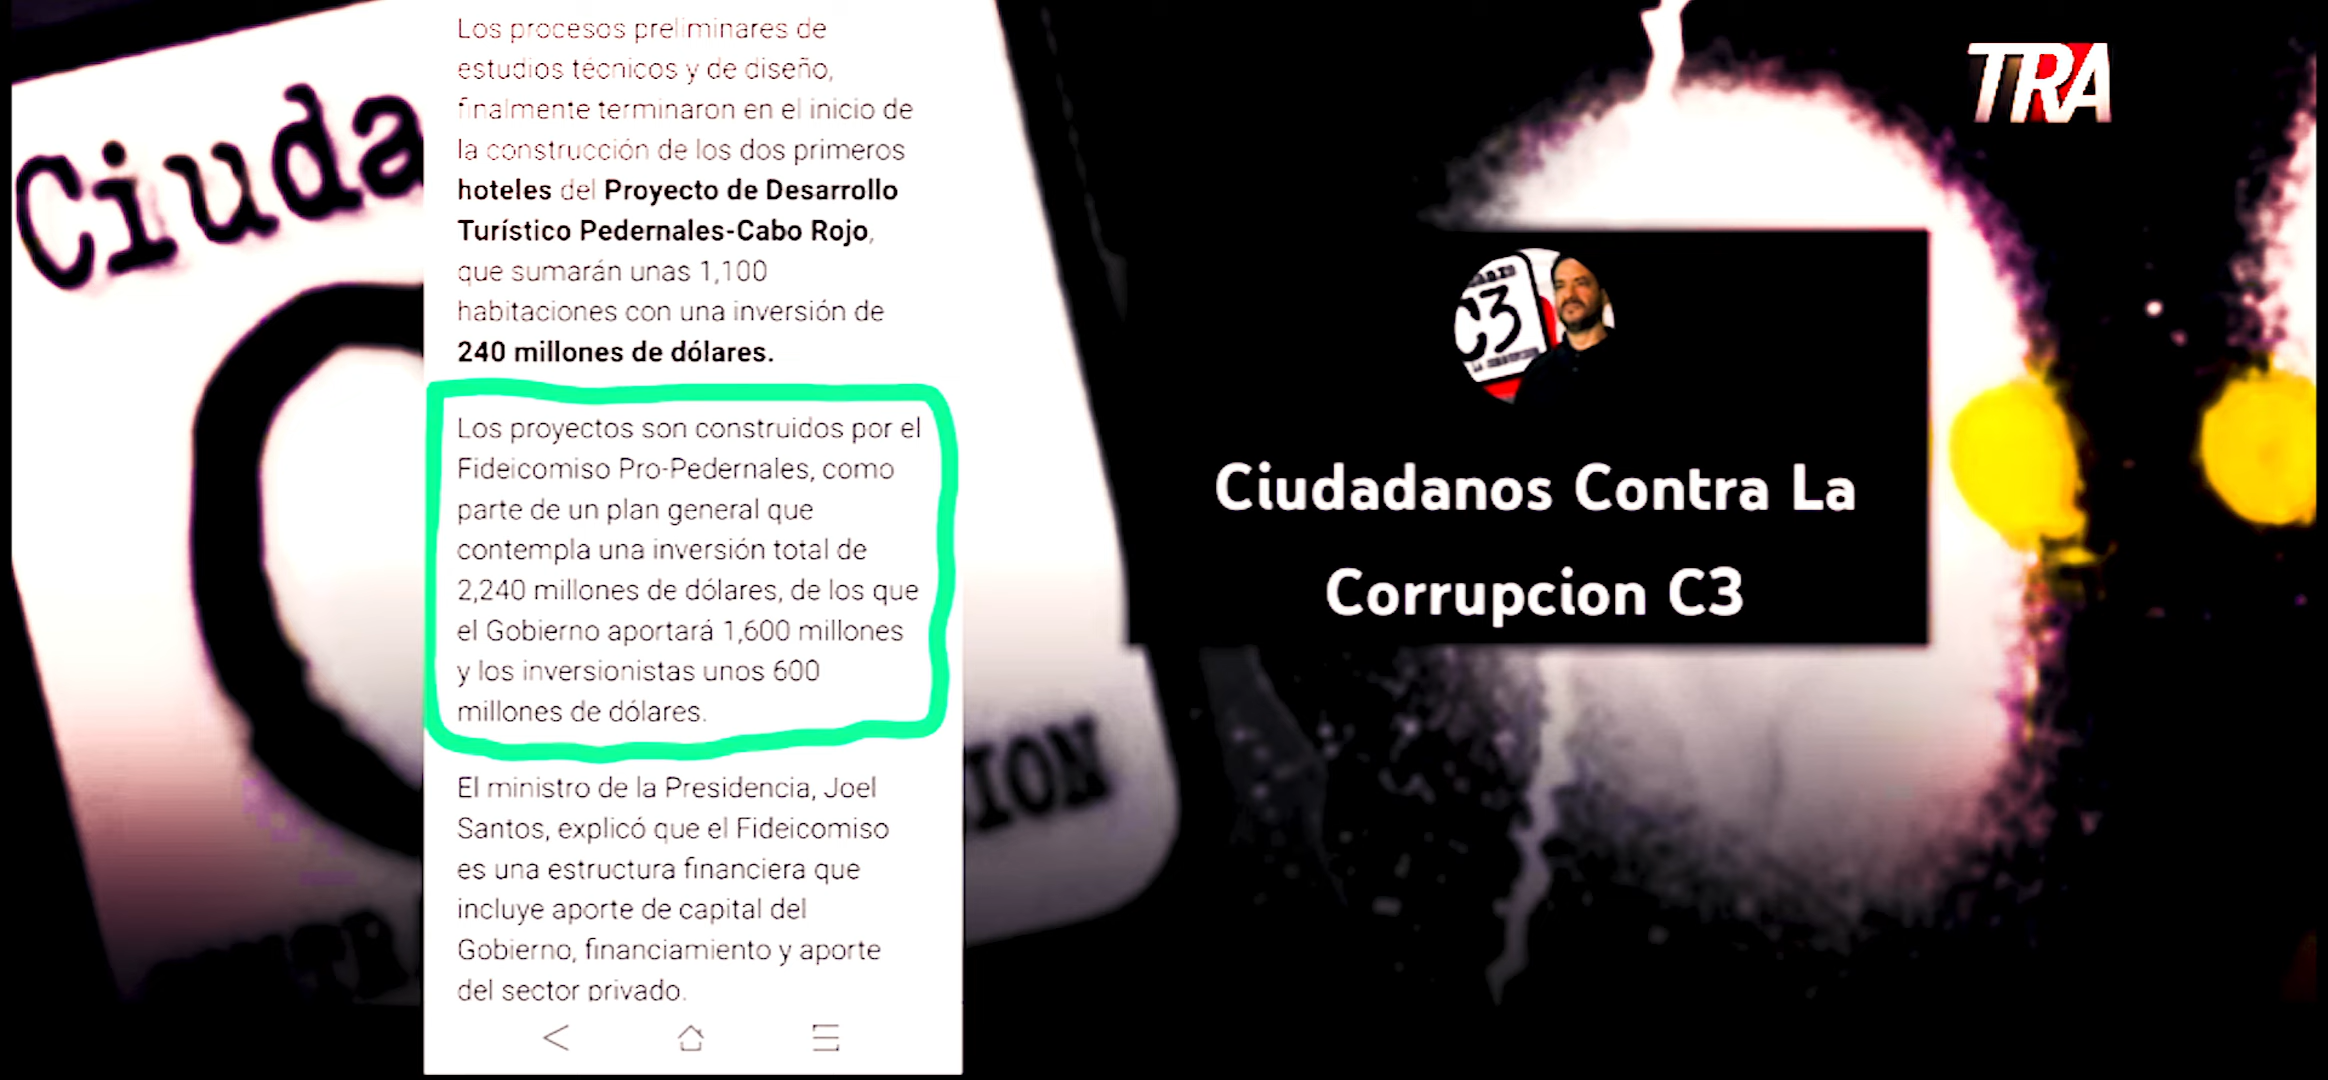 Ciuda
Los procesos preliminares de
estudios técnicos y de diseño,
finalmente terminaron en el inicio de
la construcción de los dos primeros
hoteles del Proyecto de Desarrollo
Turístico Pedernales-Cabo Rojo,
que sumarán unas 1,100
habitaciones con una inversión de
240 millones de dólares.
Los proyectos son construidos por el
Fideicomiso Pro-Pedernales, como
parte de un plan general que
contempla una inversión total de
2,240 millones de dólares, de los que
el Gobierno aportará 1,600 millones
y los inversionistas unos 600
millones de dólares.
El ministro de la Presidencia, Joel
Santos, explicó que el Fideicomiso
es una estructura financiera que
incluye aporte de capital del
Gobierno, financiamiento y aporte
del sector privado.
ION
TRA
C3
Ciudadanos Contra La
Corrupcion C3